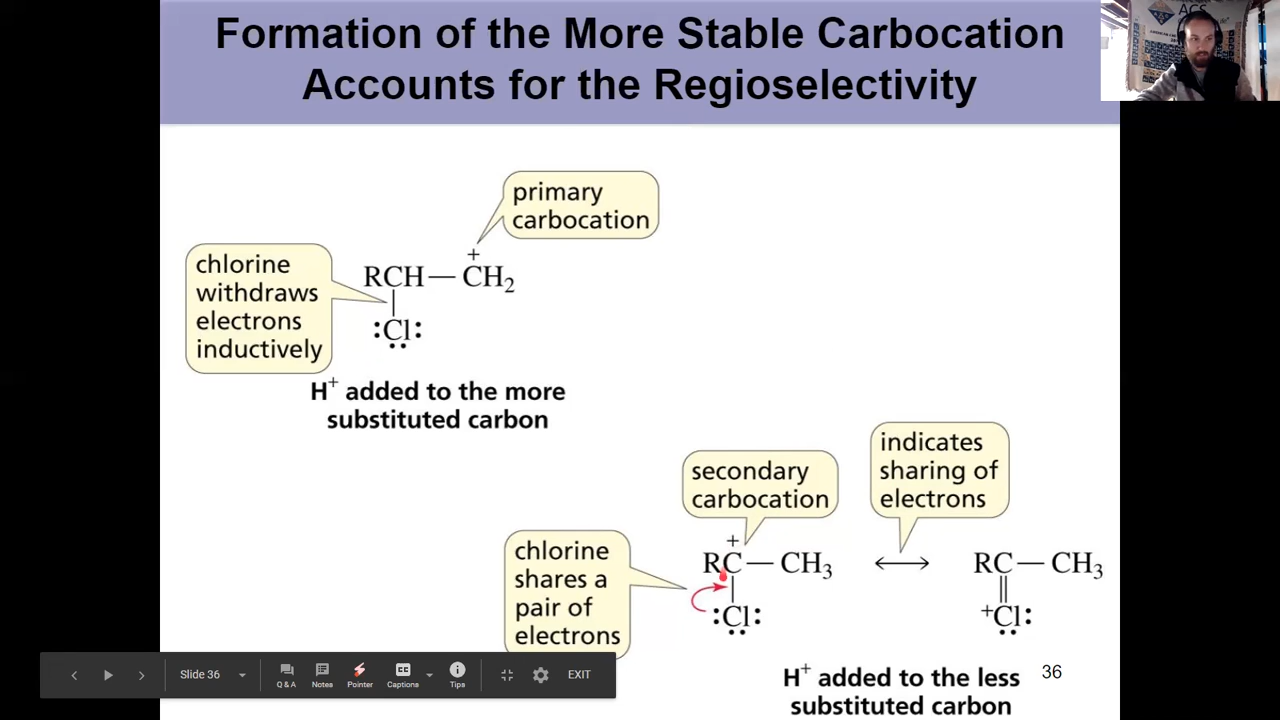 Formation of the More Stable Carbocation
Accounts for the Regioselectivity
ACS
primary
carbocation
chlorine
withdraws
electrons
inductively
+
RCH — CH₂
:Cl:
H⁺ added to the more
substituted carbon
indicates
sharing of
electrons
secondary
carbocation
chlorine
shares a
pair of
electrons
+
RC — CH₃ ⟷ RC — CH₃
:Cl: ⁺Cl:
H⁺ added to the less
substituted carbon
36
Slide 36
Q & A
Notes
Pointer
Captions
Tips
EXIT